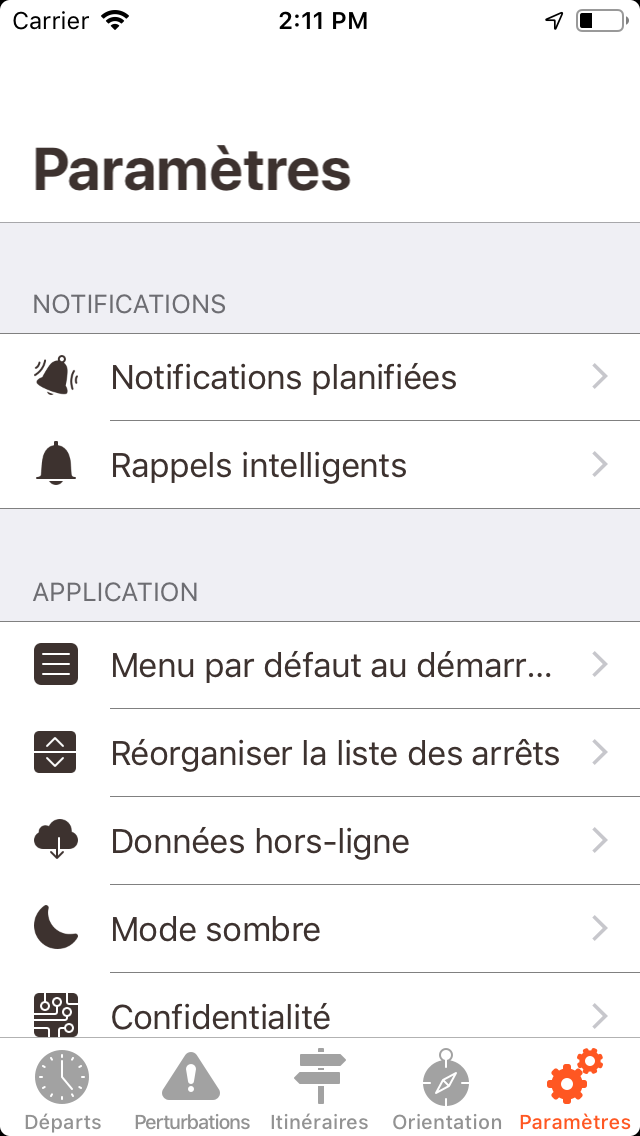 Carrier
2:11 PM
Paramètres
NOTIFICATIONS
Notifications planifiées
Rappels intelligents
APPLICATION
Menu par défaut au démarr...
Réorganiser la liste des arrêts
Données hors-ligne
Mode sombre
Confidentialité
Départs Perturbations Itinéraires Orientation Paramètres